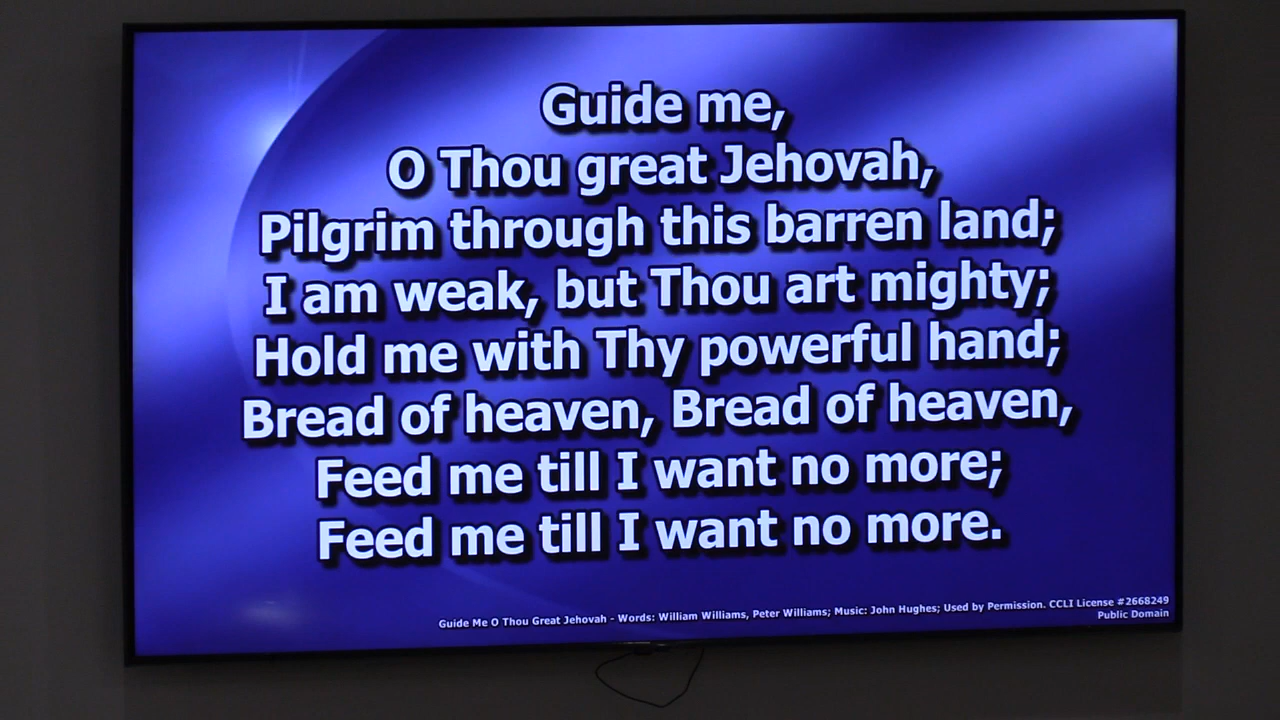 Guide me,
O Thou great Jehovah,
Pilgrim through this barren land;
I am weak, but Thou art mighty;
Hold me with Thy powerful hand;
Bread of heaven, Bread of heaven,
Feed me till I want no more;
Feed me till I want no more.
Guide Me O Thou Great Jehovah - Words: William Williams, Peter Williams; Music: John Hughes; Used by Permission. CCLI License #2668249
Public Domain